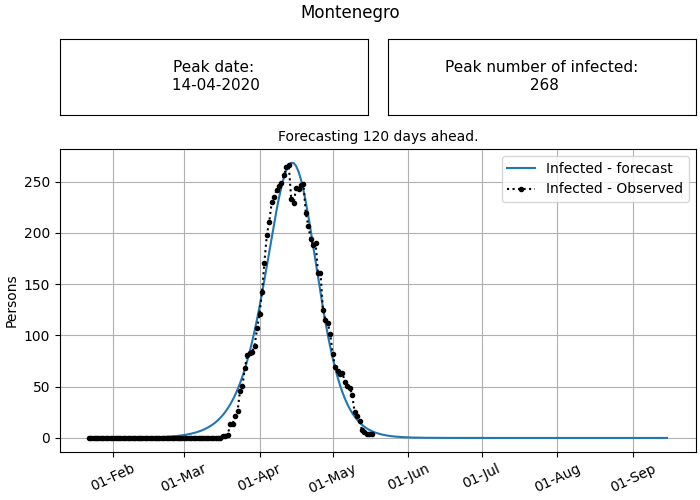 Montenegro
Peak date:
14-04-2020
Peak number of infected:
268
Forecasting 120 days ahead.
Infected - forecast
Infected - Observed
Persons
250
200
150
100
50
0
01-Feb
01-Mar
01-Apr
01-May
01-Jun
01-Jul
01-Aug
01-Sep